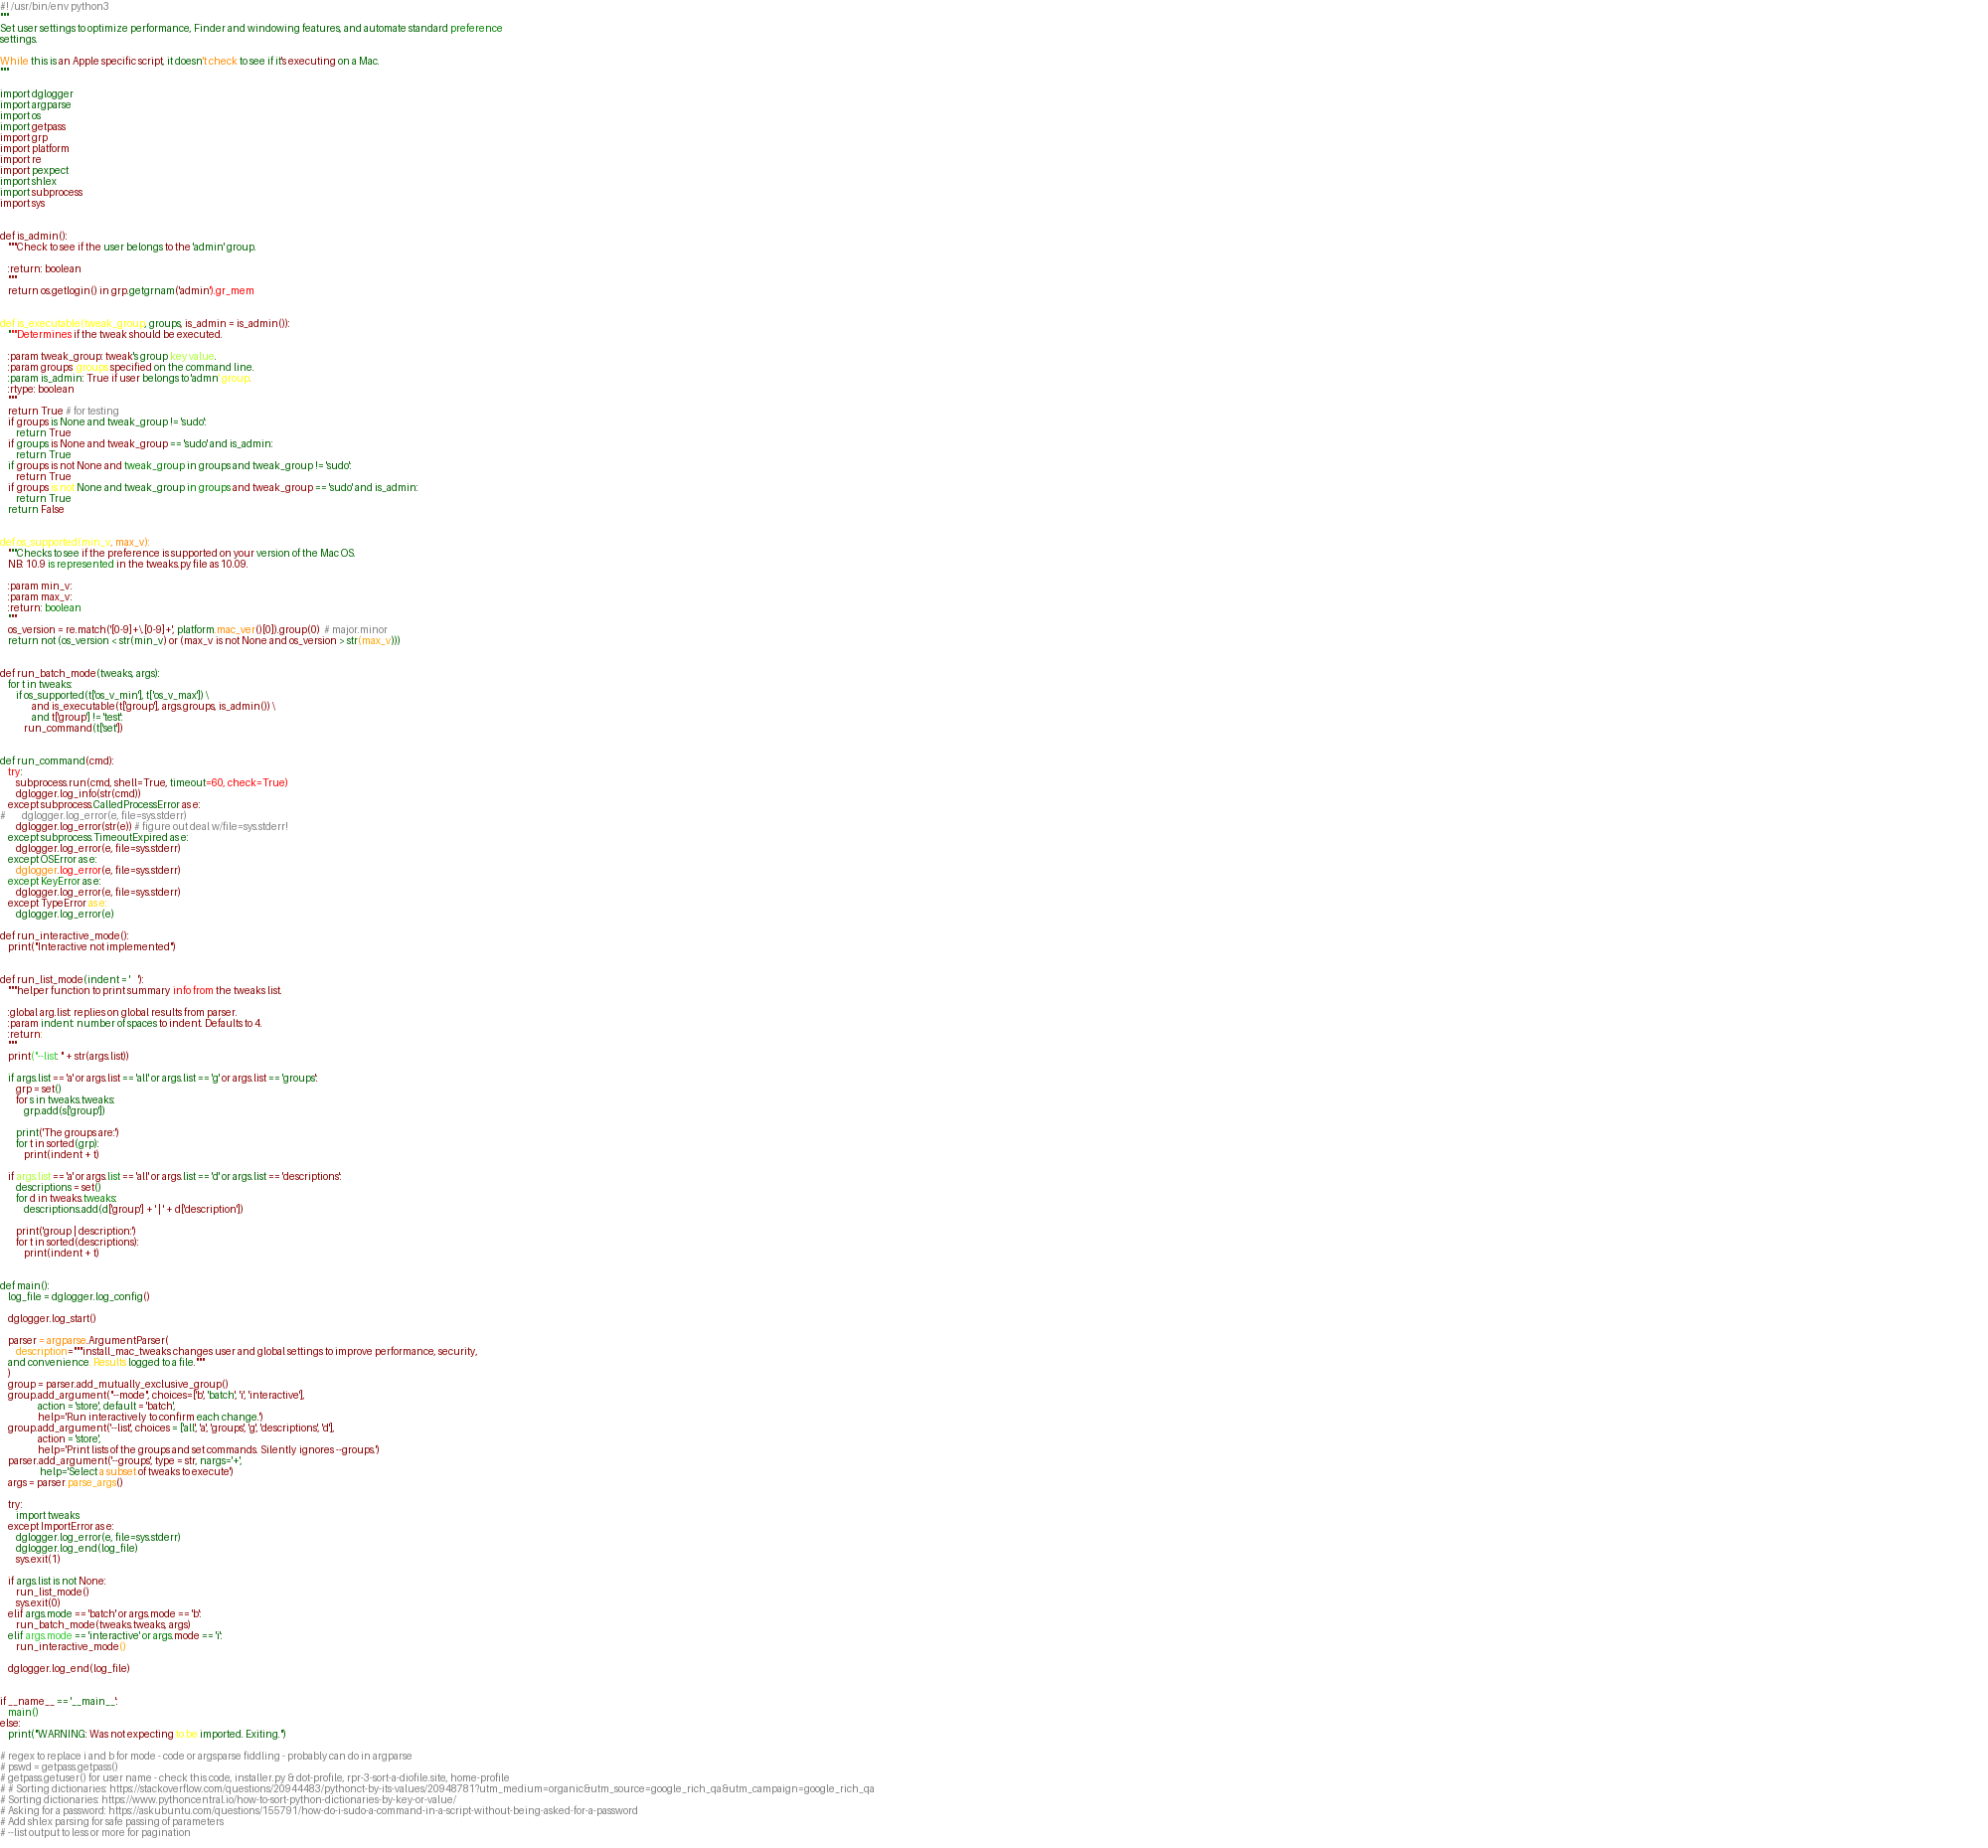 #! /usr/bin/env python3
"""
Set user settings to optimize performance, Finder and windowing features, and automate standard preference
settings.

While this is an Apple specific script, it doesn't check to see if it's executing on a Mac.
"""

import dglogger
import argparse
import os
import getpass
import grp
import platform
import re
import pexpect
import shlex
import subprocess
import sys


def is_admin():
    """Check to see if the user belongs to the 'admin' group.

    :return: boolean
    """
    return os.getlogin() in grp.getgrnam('admin').gr_mem


def is_executable(tweak_group, groups, is_admin = is_admin()):
    """Determines if the tweak should be executed.

    :param tweak_group: tweak's group key value.
    :param groups: groups specified on the command line.
    :param is_admin: True if user belongs to 'admn' group.
    :rtype: boolean
    """
    return True # for testing
    if groups is None and tweak_group != 'sudo':
        return True
    if groups is None and tweak_group == 'sudo' and is_admin:
        return True
    if groups is not None and tweak_group in groups and tweak_group != 'sudo':
        return True
    if groups is not None and tweak_group in groups and tweak_group == 'sudo' and is_admin:
        return True
    return False


def os_supported(min_v, max_v):
    """Checks to see if the preference is supported on your version of the Mac OS.
    NB: 10.9 is represented in the tweaks.py file as 10.09.

    :param min_v:
    :param max_v:
    :return: boolean
    """
    os_version = re.match('[0-9]+\.[0-9]+', platform.mac_ver()[0]).group(0)  # major.minor
    return not (os_version < str(min_v) or (max_v is not None and os_version > str(max_v)))


def run_batch_mode(tweaks, args):
    for t in tweaks:
        if os_supported(t['os_v_min'], t['os_v_max']) \
                and is_executable(t['group'], args.groups, is_admin()) \
                and t['group'] != 'test':
            run_command(t['set'])


def run_command(cmd):
    try:
        subprocess.run(cmd, shell=True, timeout=60, check=True)
        dglogger.log_info(str(cmd))
    except subprocess.CalledProcessError as e:
#        dglogger.log_error(e, file=sys.stderr)
        dglogger.log_error(str(e)) # figure out deal w/file=sys.stderr!
    except subprocess.TimeoutExpired as e:
        dglogger.log_error(e, file=sys.stderr)
    except OSError as e:
        dglogger.log_error(e, file=sys.stderr)
    except KeyError as e:
        dglogger.log_error(e, file=sys.stderr)
    except TypeError as e:
        dglogger.log_error(e)

def run_interactive_mode():
    print("Interactive not implemented")


def run_list_mode(indent = '    '):
    """helper function to print summary info from the tweaks list.

    :global arg.list: replies on global results from parser.
    :param indent: number of spaces to indent. Defaults to 4.
    :return:
    """
    print("--list: " + str(args.list))

    if args.list == 'a' or args.list == 'all' or args.list == 'g' or args.list == 'groups':
        grp = set()
        for s in tweaks.tweaks:
            grp.add(s['group'])

        print('The groups are:')
        for t in sorted(grp):
            print(indent + t)

    if args.list == 'a' or args.list == 'all' or args.list == 'd' or args.list == 'descriptions':
        descriptions = set()
        for d in tweaks.tweaks:
            descriptions.add(d['group'] + ' | ' + d['description'])

        print('group | description:')
        for t in sorted(descriptions):
            print(indent + t)


def main():
    log_file = dglogger.log_config()

    dglogger.log_start()

    parser = argparse.ArgumentParser(
        description="""install_mac_tweaks changes user and global settings to improve performance, security,
    and convenience. Results logged to a file."""
    )
    group = parser.add_mutually_exclusive_group()
    group.add_argument("--mode", choices=['b', 'batch', 'i', 'interactive'],
                   action = 'store', default = 'batch',
                   help='Run interactively to confirm each change.')
    group.add_argument('--list', choices = ['all', 'a', 'groups', 'g', 'descriptions', 'd'],
                   action = 'store',
                   help='Print lists of the groups and set commands. Silently ignores --groups.')
    parser.add_argument('--groups', type = str, nargs='+',
                    help='Select a subset of tweaks to execute')
    args = parser.parse_args()

    try:
        import tweaks
    except ImportError as e:
        dglogger.log_error(e, file=sys.stderr)
        dglogger.log_end(log_file)
        sys.exit(1)

    if args.list is not None:
        run_list_mode()
        sys.exit(0)
    elif args.mode == 'batch' or args.mode == 'b':
        run_batch_mode(tweaks.tweaks, args)
    elif args.mode == 'interactive' or args.mode == 'i':
        run_interactive_mode()

    dglogger.log_end(log_file)


if __name__ == '__main__':
    main()
else:
    print("WARNING: Was not expecting to be imported. Exiting.")

# regex to replace i and b for mode - code or argsparse fiddling - probably can do in argparse
# pswd = getpass.getpass()
# getpass.getuser() for user name - check this code, installer.py & dot-profile, rpr-3-sort-a-diofile.site, home-profile
# # Sorting dictionaries: https://stackoverflow.com/questions/20944483/pythonct-by-its-values/20948781?utm_medium=organic&utm_source=google_rich_qa&utm_campaign=google_rich_qa
# Sorting dictionaries: https://www.pythoncentral.io/how-to-sort-python-dictionaries-by-key-or-value/
# Asking for a password: https://askubuntu.com/questions/155791/how-do-i-sudo-a-command-in-a-script-without-being-asked-for-a-password
# Add shlex parsing for safe passing of parameters
# --list output to less or more for pagination